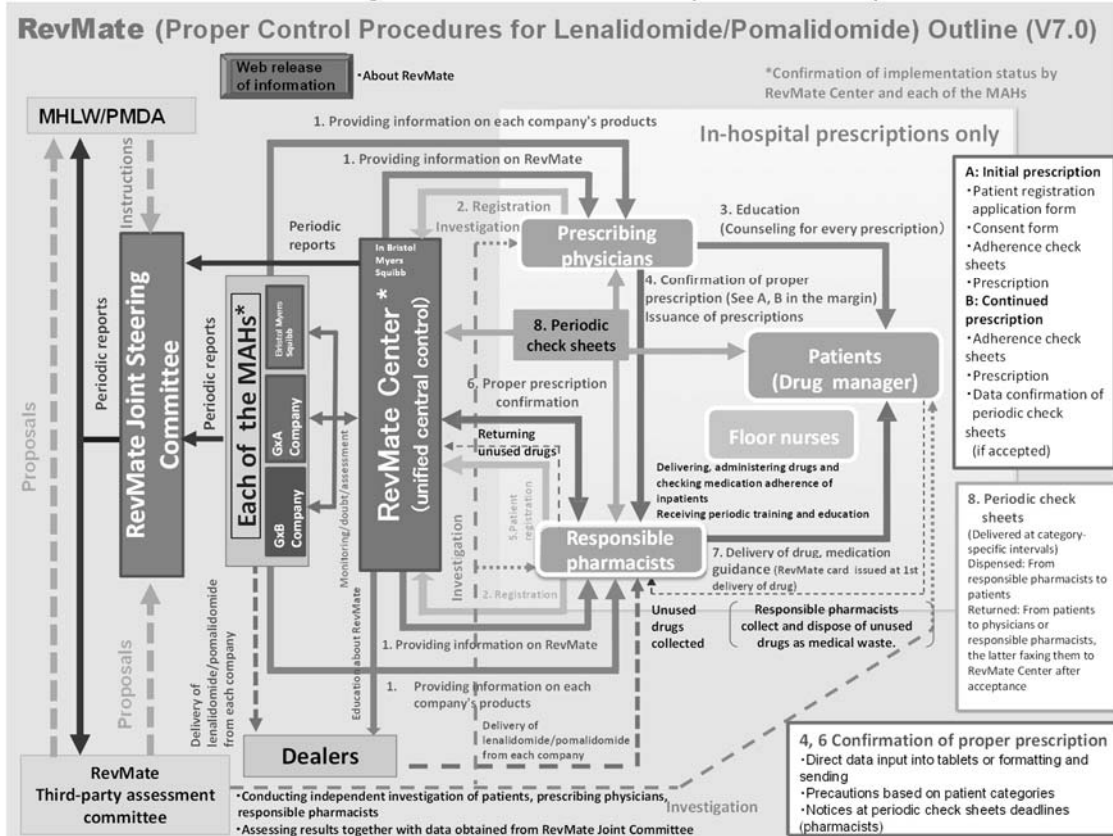 RevMate (Proper Control Procedures for Lenalidomide/Pomalidomide) Outline (V7.0)
Web release
of information
・About RevMate
*Confirmation of implementation status by
RevMate Center and each of the MAHs
MHLW/PMDA
1. Providing information on each company's products
In-hospital prescriptions only
1. Providing information on RevMate
Proposals
Instructions
2. Registration
Investigation
3. Education
(Counseling for every prescription)
Periodic
reports
In Bristol
Myers
Squibb
Prescribing
physicians
A: Initial prescription
・Patient registration
application form
・Consent form
・Adherence check
sheets
・Prescription
B: Continued
prescription
・Adherence check
sheets
・Prescription
・Data confirmation of
periodic check
sheets
(if accepted)
4. Confirmation of proper
prescription (See A, B in the margin)
Issuance of prescriptions
Periodic reports
RevMate Joint Steering
Committee
Periodic reports
Each of the MAHs*
Bristol Myers
Squibb
GxA
Company
GxB
Company
RevMate Center*
(unified central control)
8. Periodic
check sheets
Patients
(Drug manager)
6. Proper prescription
confirmation
Returning
unused drugs
Floor nurses
Delivering, administering drugs and
checking medication adherence of
inpatients
Receiving periodic training and education
Monitoring/doubt/assessment
5.Patient
registration
Investigation
Responsible
pharmacists
7. Delivery of drug, medication
guidance (RevMate card issued at 1st
delivery of drug)
2. Registration
8. Periodic check
sheets
(Delivered at category-
specific intervals)
Dispensed: From
responsible pharmacists to
patients
Returned: From patients
to physicians or
responsible pharmacists,
the latter faxing them to
RevMate Center after
acceptance
Unused
drugs
collected
Responsible pharmacists
collect and dispose of unused
drugs as medical waste.
1. Providing information on RevMate
Proposals
Delivery of
lenalidomide/pomalidomide
from each company
Education about RevMate
1. Providing information on each
company's products
Delivery of
lenalidomide/pomalidomide
from each company
Dealers
4, 6 Confirmation of proper prescription
・Direct data input into tablets or formatting and
sending
・Precautions based on patient categories
・Notices at periodic check sheets deadlines
(pharmacists)
RevMate
Third-party assessment
committee
・Conducting independent investigation of patients, prescribing physicians,
responsible pharmacists
・Assessing results together with data obtained from RevMate Joint Committee
Investigation